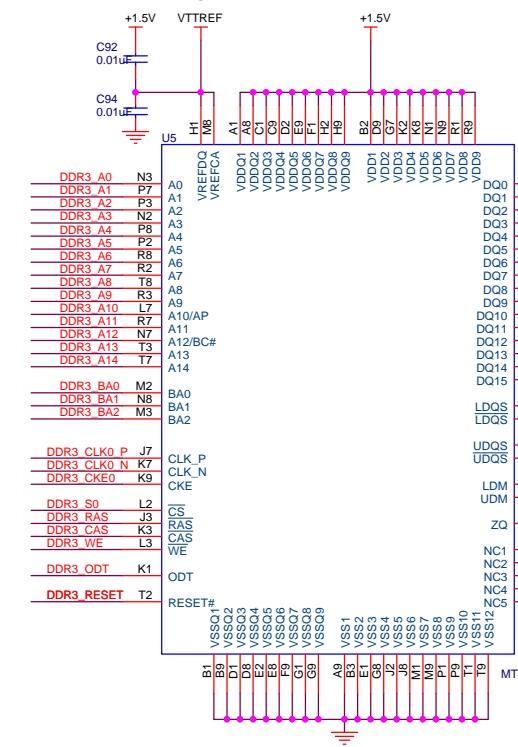 +1.5V VTTREF +1.5V
C92
0.01uF
C94
0.01uF
H1 M8 A1 A8 C1 C9 D2 E9 F1 H2 H9 B2 D9 G7 K2 K8 N1 N9 R1 R9
U5
VREFDQ VREFCA VDDQ1 VDDQ2 VDDQ3 VDDQ4 VDDQ5 VDDQ6 VDDQ7 VDDQ8 VDDQ9 VDD1 VDD2 VDD3 VDD4 VDD5 VDD6 VDD7 VDD8 VDD9
DDR3_A0 N3 A0 DQ0
DDR3_A1 P7 A1 DQ1
DDR3_A2 P3 A2 DQ2
DDR3_A3 N2 A3 DQ3
DDR3_A4 P8 A4 DQ4
DDR3_A5 P2 A5 DQ5
DDR3_A6 R8 A6 DQ6
DDR3_A7 R2 A7 DQ7
DDR3_A8 T8 A8 DQ8
DDR3_A9 R3 A9 DQ9
DDR3_A10 L7 A10/AP DQ10
DDR3_A11 R7 A11 DQ11
DDR3_A12 N7 A12/BC# DQ12
DDR3_A13 T3 A13 DQ13
DDR3_A14 T7 A14 DQ14
DQ15
DDR3_BA0 M2 BA0
DDR3_BA1 N8 BA1 LDQS
DDR3_BA2 M3 BA2 LDQS
UDQS
DDR3_CLK0_P J7 CLK_P UDQS
DDR3_CLK0_N K7 CLK_N
DDR3_CKE0 K9 CKE LDM
UDM
DDR3_S0 L2 CS
DDR3_RAS J3 RAS ZQ
DDR3_CAS K3 CAS
DDR3_WE L3 WE NC1
NC2
DDR3_ODT K1 ODT NC3
NC4
DDR3_RESET T2 RESET# NC5
VSSQ1 VSSQ2 VSSQ3 VSSQ4 VSSQ5 VSSQ6 VSSQ7 VSSQ8 VSSQ9 VSS1 VSS2 VSS3 VSS4 VSS5 VSS6 VSS7 VSS8 VSS9 VSS10 VSS11 VSS12
B1 B9 D1 D8 E2 E8 F9 G1 G9 A9 B3 E1 G8 J2 J8 M1 M9 P1 P9 T1 T9
MT